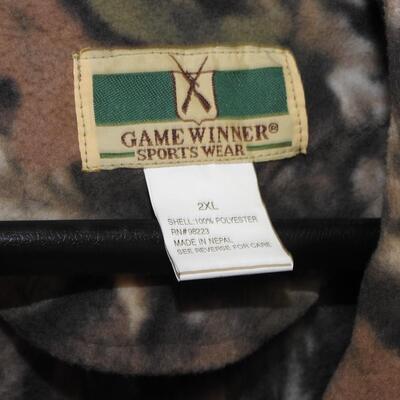 GAME WINNER®
SPORTS WEAR
2XL
SHELL:100% POLYESTER
RN#98223
MADE IN NEPAL
SEE REVERSE FOR CARE